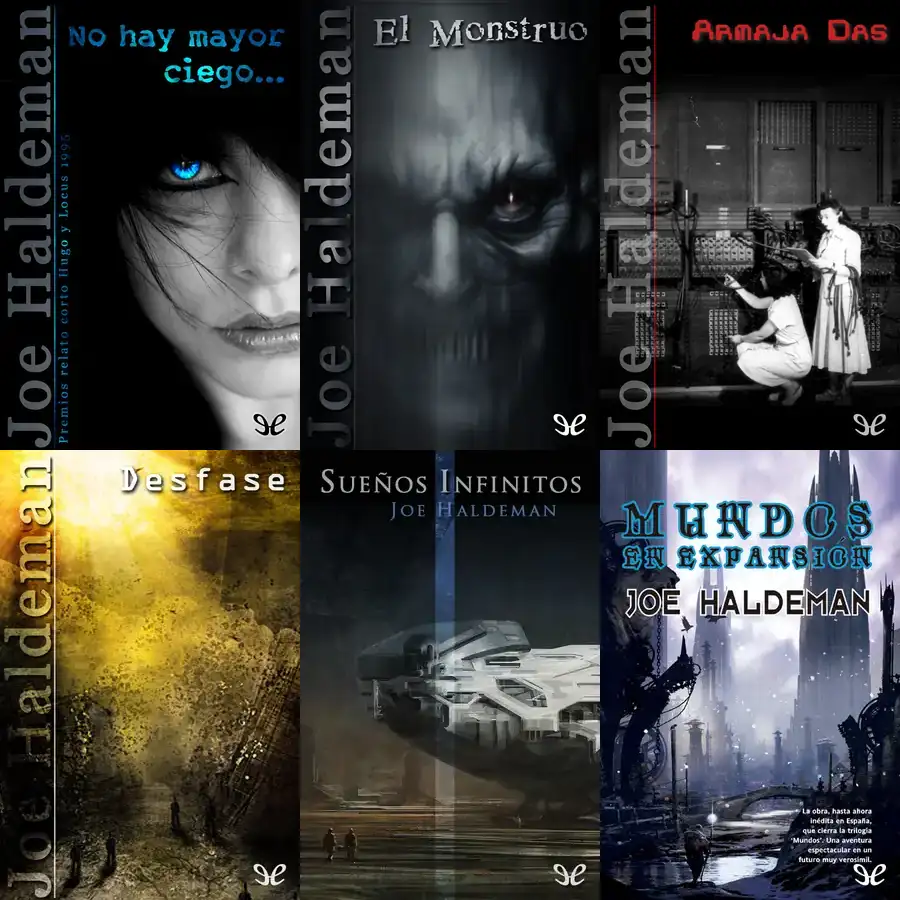 Joe Haldeman
No hay mayor
ciego...
Premios relato corto Hugo y Locus 1995
Joe Haldeman
El Monstruo
Joe Haldeman
Armaja Das
Joe Haldeman
Desfase
Sueños Infinitos
Joe Haldeman
MUNDOS
EN EXPANSIÓN
JOE HALDEMAN
La obra, hasta ahora
inédita en España,
que cierra la trilogía
'Mundos'. Una aventura
espectacular en un
futuro muy verosímil.